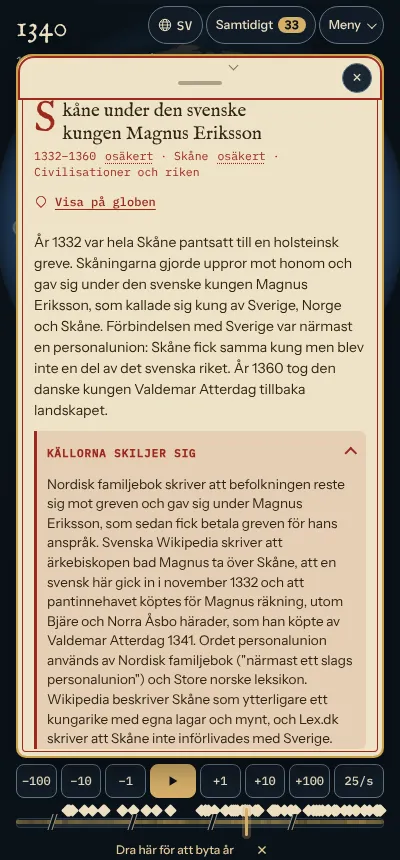 1340
SV
Samtidigt 33
Meny
Skåne under den svenske
kungen Magnus Eriksson
1332–1360 osäkert · Skåne osäkert ·
Civilisationer och riken
Visa på globen
År 1332 var hela Skåne pantsatt till en holsteinsk
greve. Skåningarna gjorde uppror mot honom och
gav sig under den svenske kungen Magnus
Eriksson, som kallade sig kung av Sverige, Norge
och Skåne. Förbindelsen med Sverige var närmast
en personalunion: Skåne fick samma kung men blev
inte en del av det svenska riket. År 1360 tog den
danske kungen Valdemar Atterdag tillbaka
landskapet.
KÄLLORNA SKILJER SIG
Nordisk familjebok skriver att befolkningen reste
sig mot greven och gav sig under Magnus
Eriksson, som sedan fick betala greven för hans
anspråk. Svenska Wikipedia skriver att
ärkebiskopen bad Magnus ta över Skåne, att en
svensk här gick in i november 1332 och att
pantinnehavet köptes för Magnus räkning, utom
Bjäre och Norra Åsbo härader, som han köpte av
Valdemar Atterdag 1341. Ordet personalunion
används av Nordisk familjebok ("närmast ett slags
personalunion") och Store norske leksikon.
Wikipedia beskriver Skåne som ytterligare ett
kungarike med egna lagar och mynt, och Lex.dk
skriver att Skåne inte införlivades med Sverige.
−100
−10
−1
+1
+10
+100
25/s
Dra här för att byta år ×